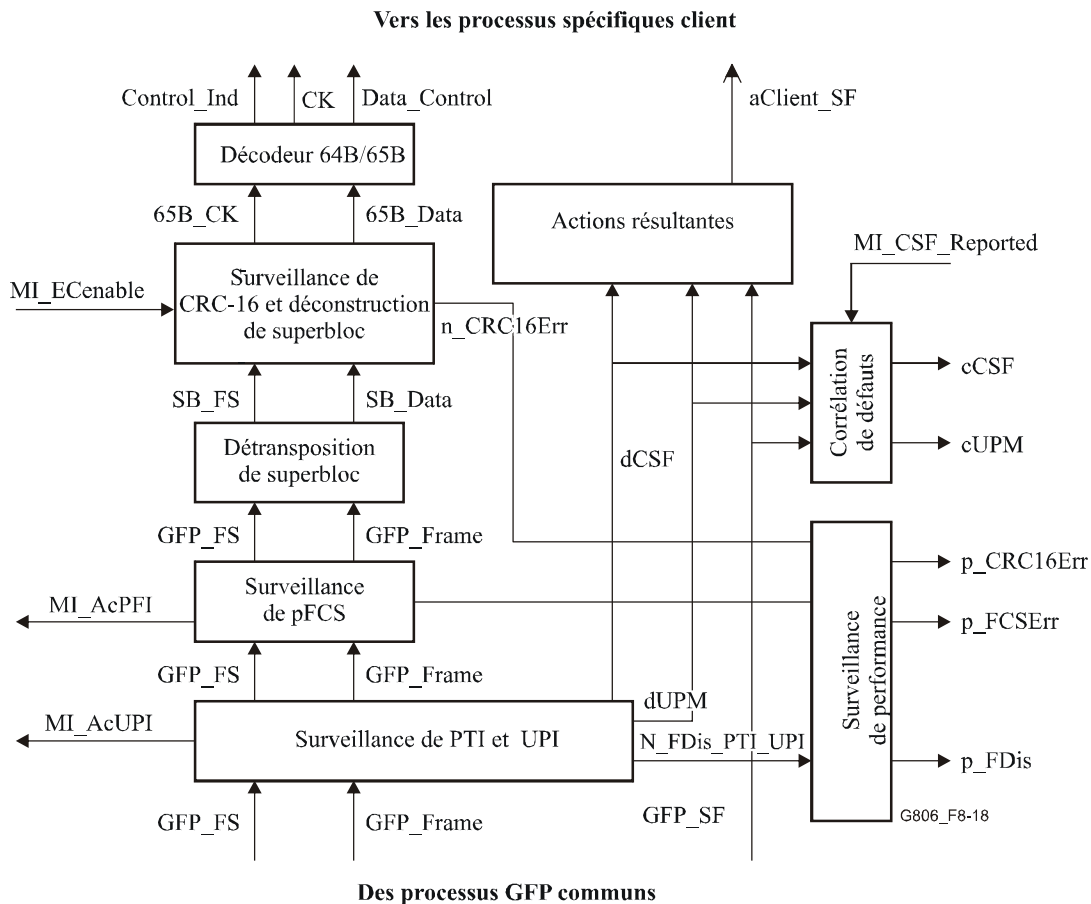 Vers les processus spécifiques client
Control_Ind
CK
Data_Control
aClient_SF
Décodeur 64B/65B
65B_CK
65B_Data
Actions résultantes
MI_CSF_Reported
MI_ECenable
Surveillance de
CRC-16 et déconstruction
de superbloc
n_CRC16Err
Corrélation
de défauts
cCSF
cUPM
SB_FS
SB_Data
Détransposition
de superbloc
dCSF
GFP_FS
GFP_Frame
Surveillance
de pFCS
MI_AcPFI
Surveillance
de performance
p_CRC16Err
p_FCSErr
p_FDis
GFP_FS
GFP_Frame
MI_AcUPI
Surveillance de PTI et UPI
dUPM
N_FDis_PTI_UPI
GFP_FS
GFP_Frame
GFP_SF
G806_F8-18
Des processus GFP communs